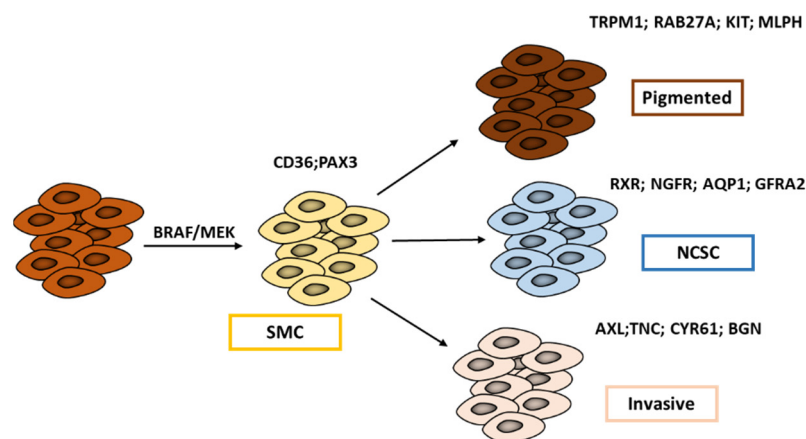 TRPM1; RAB27A; KIT; MLPH
Pigmented
CD36;PAX3
RXR; NGFR; AQP1; GFRA2
BRAF/MEK
NCSC
SMC
AXL;TNC; CYR61; BGN
Invasive